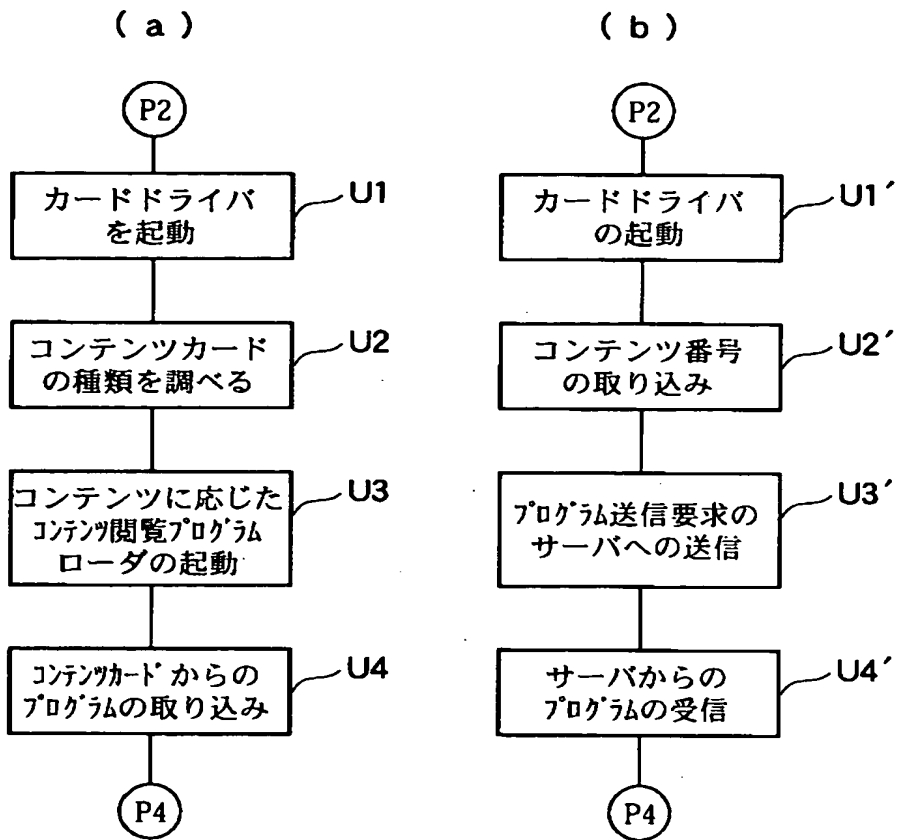 ( a )
P2
カードドライバ
を起動
U1
コンテンツカード
の種類を調べる
U2
コンテンツに応じた
コンテンツ閲覧プログラム
ローダの起動
U3
コンテンツカードからの
プログラムの取り込み
U4
P4
( b )
P2
カードドライバ
の起動
U1′
コンテンツ番号
の取り込み
U2′
プログラム送信要求の
サーバへの送信
U3′
サーバからの
プログラムの受信
U4′
P4